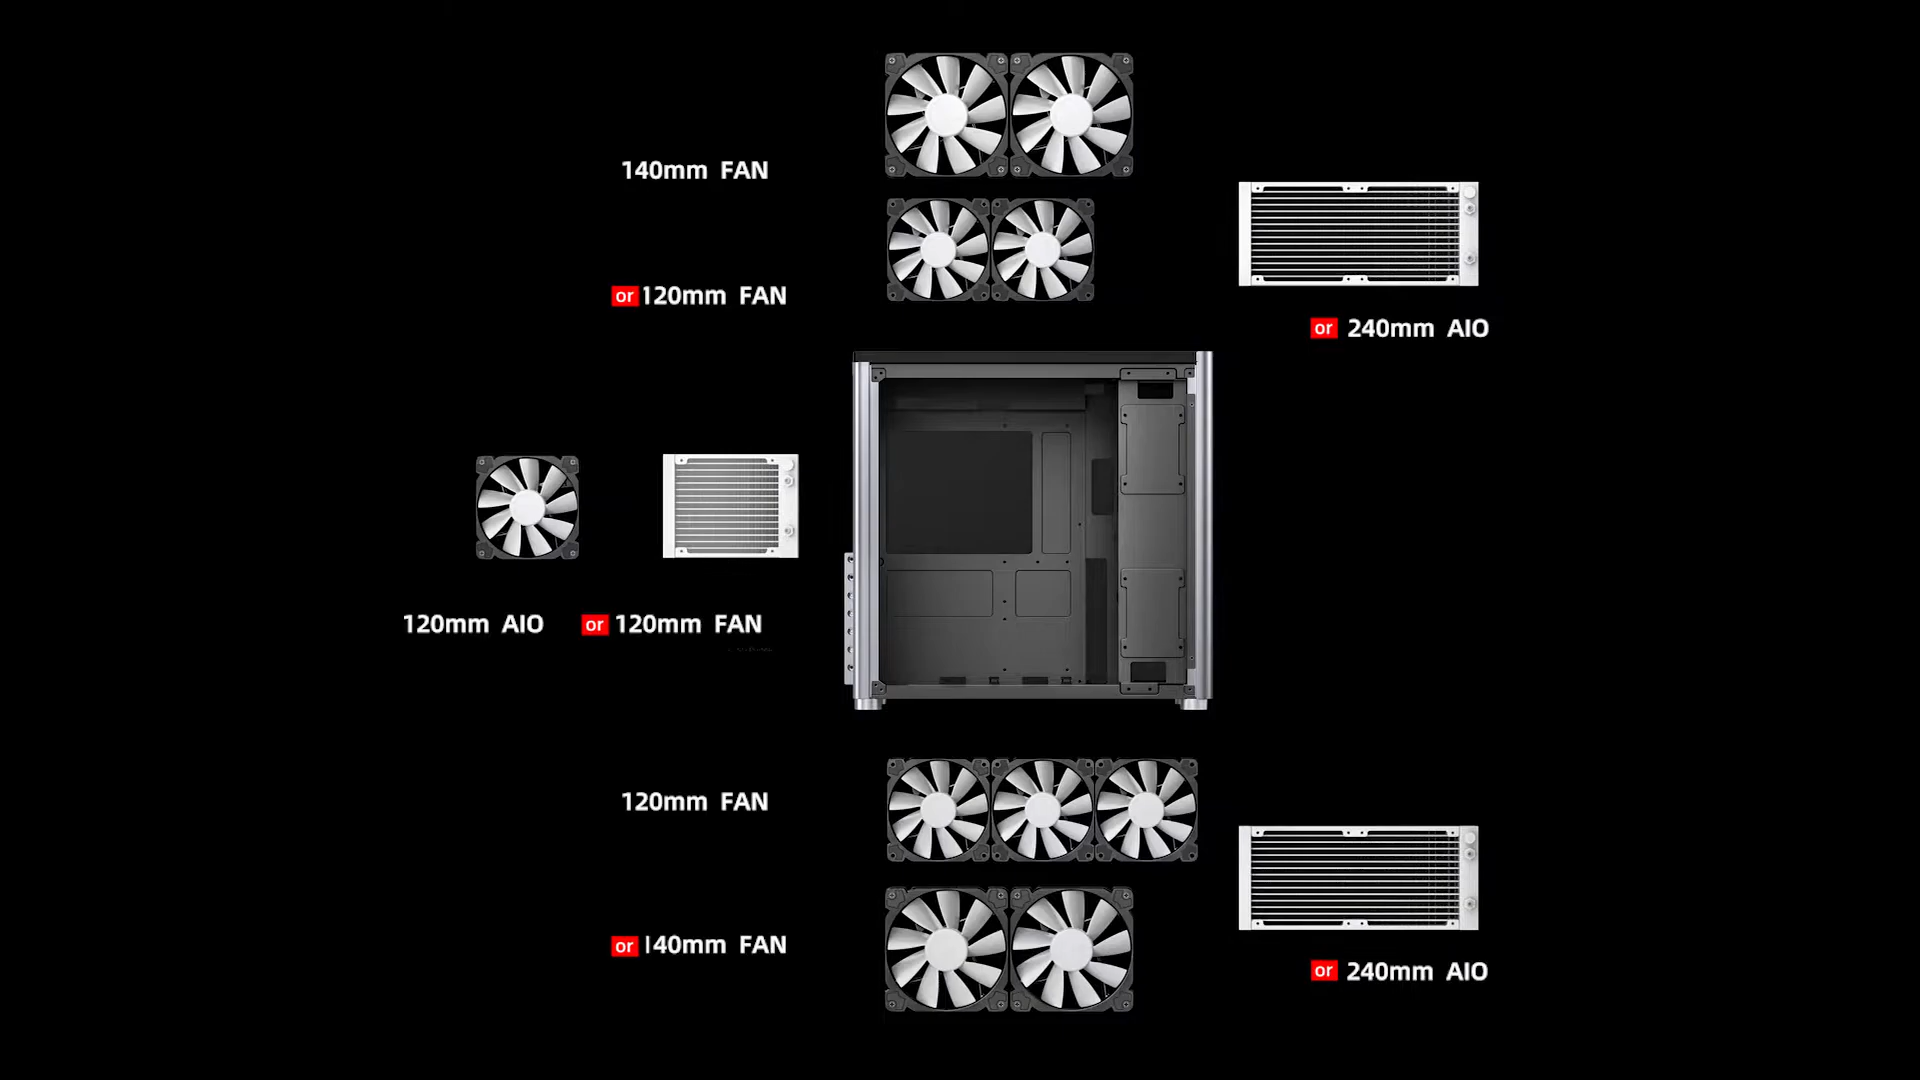 140mm FAN
or 120mm FAN
or 240mm AIO
120mm AIO or 120mm FAN
120mm FAN
or 140mm FAN
or 240mm AIO